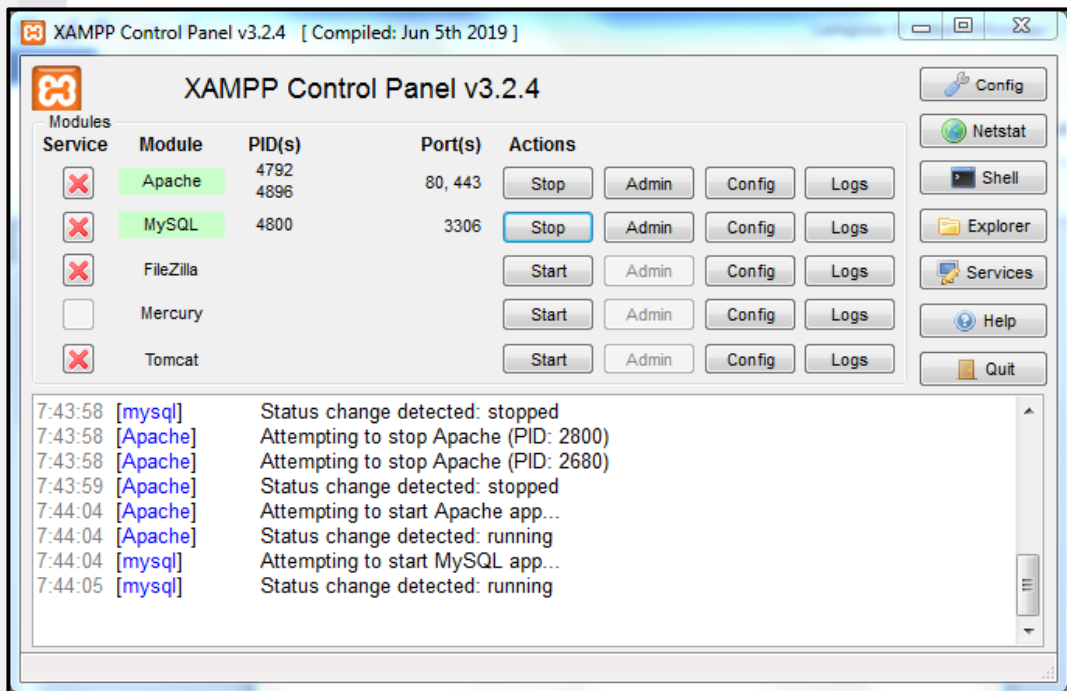 XAMPP Control Panel v3.2.4 [ Compiled: Jun 5th 2019 ]
XAMPP Control Panel v3.2.4
Config
Modules
Service Module PID(s) Port(s) Actions
Netstat
Apache 4792 4896 80, 443 Stop Admin Config Logs
Shell
MySQL 4800 3306 Stop Admin Config Logs
Explorer
FileZilla Start Admin Config Logs
Services
Mercury Start Admin Config Logs
Help
Tomcat Start Admin Config Logs
Quit
7:43:58 [mysql] Status change detected: stopped
7:43:58 [Apache] Attempting to stop Apache (PID: 2800)
7:43:58 [Apache] Attempting to stop Apache (PID: 2680)
7:43:59 [Apache] Status change detected: stopped
7:44:04 [Apache] Attempting to start Apache app...
7:44:04 [Apache] Status change detected: running
7:44:04 [mysql] Attempting to start MySQL app...
7:44:05 [mysql] Status change detected: running